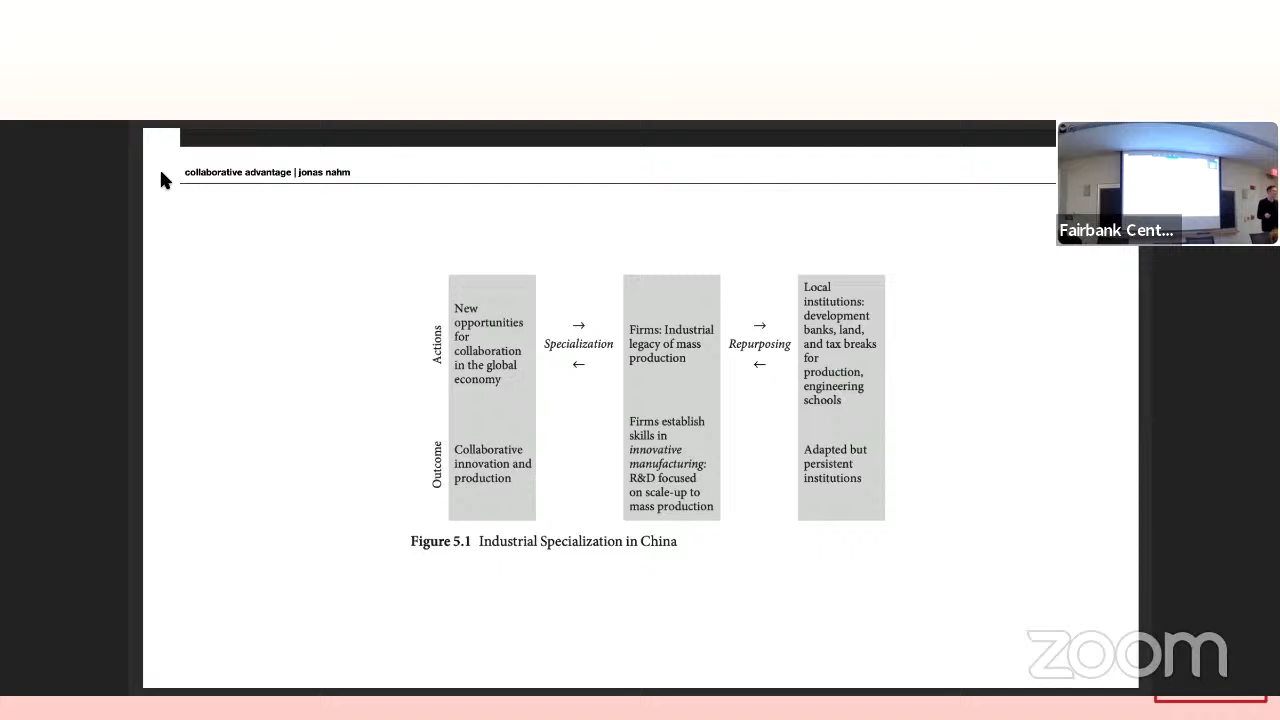 collaborative advantage | jonas nahm
Fairbank Cent...
Actions
New
opportunities
for
collaboration
in the global
economy
→
Specialization
←
Firms: Industrial
legacy of mass
production
→
Repurposing
←
Local
institutions:
development
banks, land,
and tax breaks
for
production,
engineering
schools
Outcome
Collaborative
innovation and
production
Firms establish
skills in
innovative
manufacturing:
R&D focused
on scale-up to
mass production
Adapted but
persistent
institutions
Figure 5.1 Industrial Specialization in China
zoom